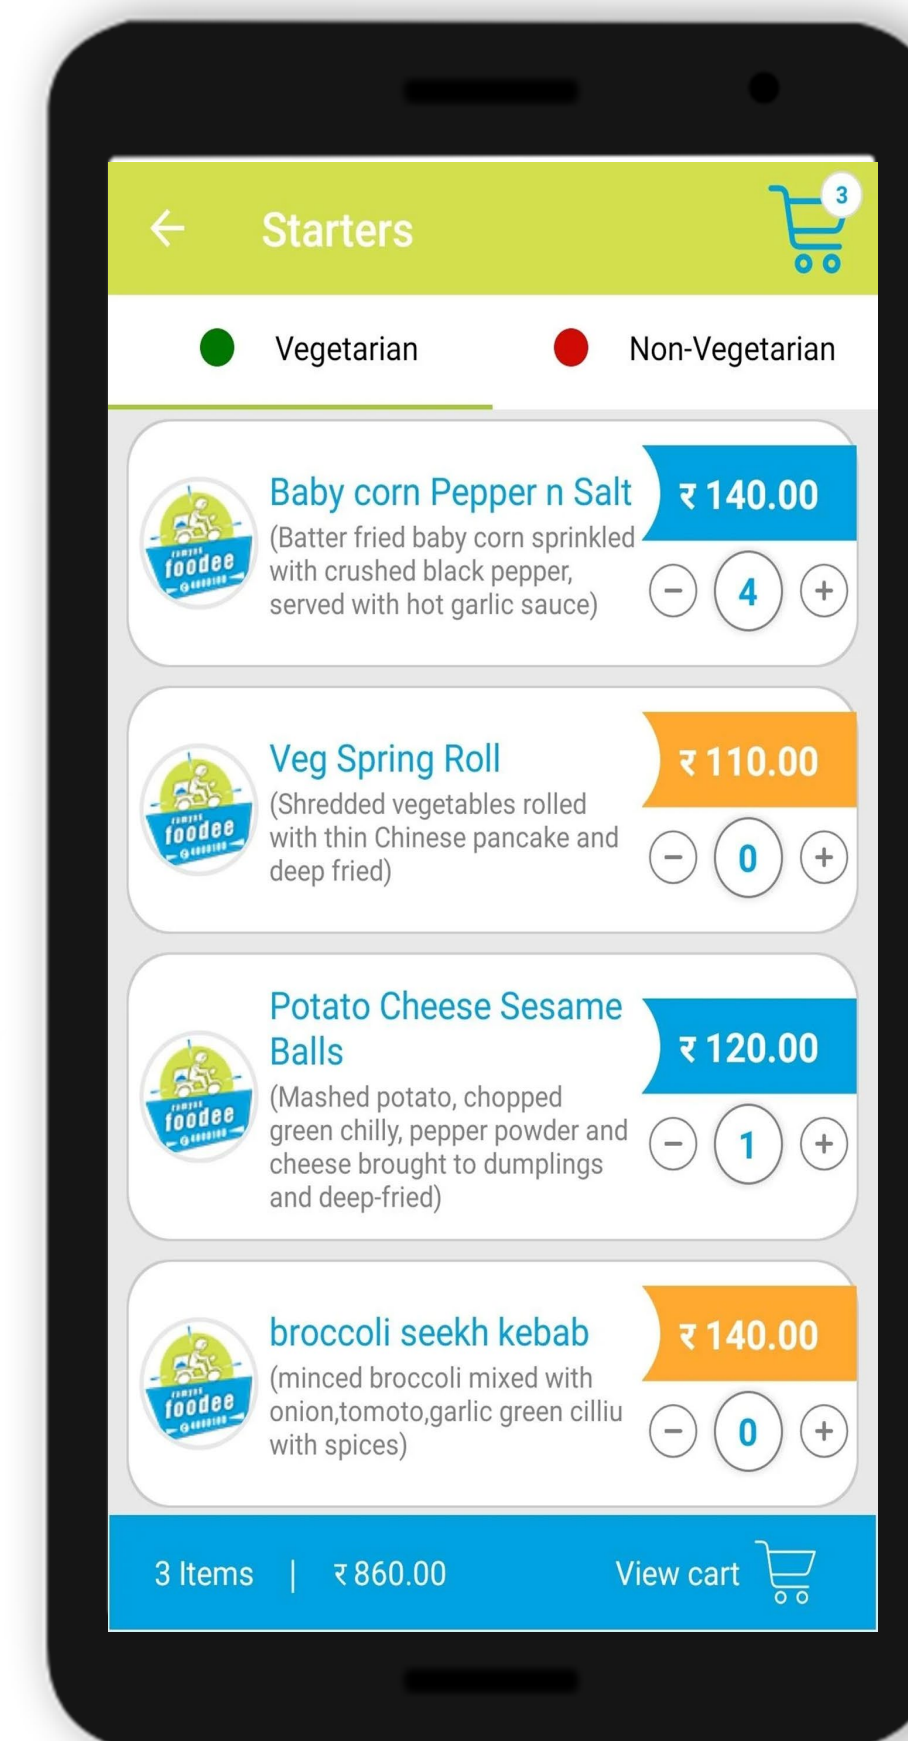 3
Starters
Vegetarian
Non-Vegetarian
Baby corn Pepper n Salt
₹ 140.00
(Batter fried baby corn sprinkled
with crushed black pepper,
served with hot garlic sauce)
4
foodee
Veg Spring Roll
₹ 110.00
(Shredded vegetables rolled
with thin Chinese pancake and
deep fried)
0
foodee
Potato Cheese Sesame
Balls
₹ 120.00
(Mashed potato, chopped
green chilly, pepper powder and
cheese brought to dumplings
and deep-fried)
1
foodee
broccoli seekh kebab
₹ 140.00
(minced broccoli mixed with
onion,tomoto,garlic green cilliu
with spices)
0
foodee
3 Items | ₹ 860.00
View cart